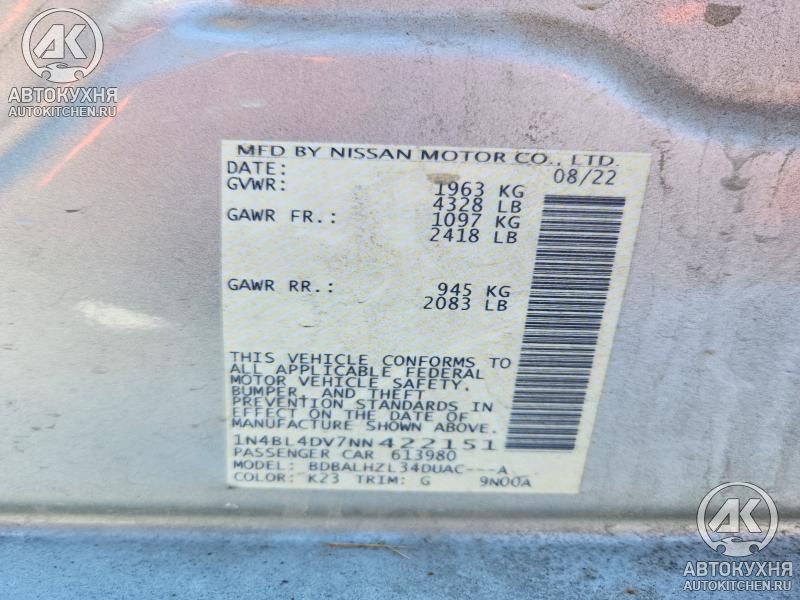 АК
АВТОКУХНЯ
AUTOKITCHEN.RU
MFD BY NISSAN MOTOR CO., LTD.
DATE: 08/22
GVWR: 1963 KG
4328 LB
GAWR FR.: 1097 KG
2418 LB
GAWR RR.: 945 KG
2083 LB
THIS VEHICLE CONFORMS TO
ALL APPLICABLE FEDERAL
MOTOR VEHICLE SAFETY,
BUMPER, AND THEFT
PREVENTION STANDARDS IN
EFFECT ON THE DATE OF
MANUFACTURE SHOWN ABOVE.
1N4BL4DV7NN422151
PASSENGER CAR 613980
MODEL: BDBALHZL34DUAC---A
COLOR: K23 TRIM: G 9N00A
АК
АВТОКУХНЯ
AUTOKITCHEN.RU